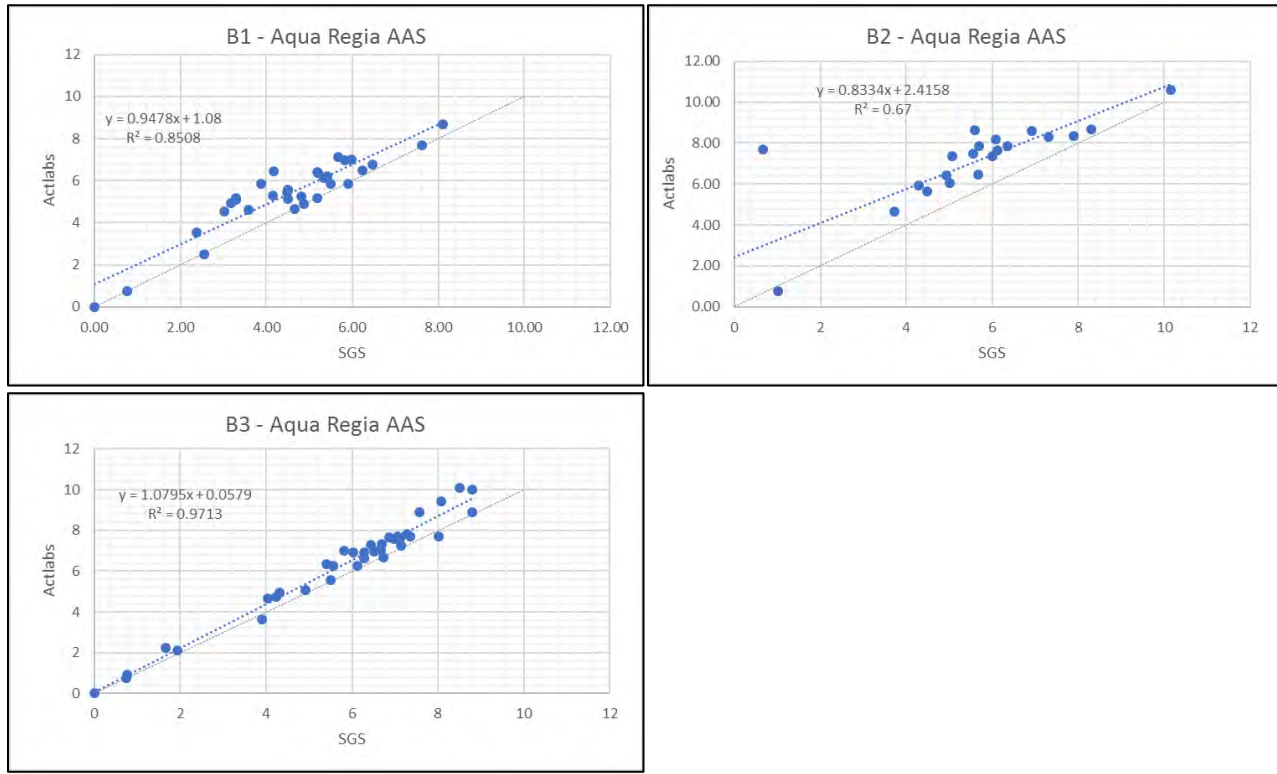 B1 - Aqua Regia AAS
12
10
8
6
4
2
0
y = 0.9478x + 1.08
R² = 0.8508
Actlabs
0.00 2.00 4.00 6.00 8.00 10.00 12.00
SGS
B2 - Aqua Regia AAS
12.00
10.00
8.00
6.00
4.00
2.00
0.00
y = 0.8334x + 2.4158
R² = 0.67
Actlabs
0 2 4 6 8 10 12
SGS
B3 - Aqua Regia AAS
12
10
8
6
4
2
0
y = 1.0795x + 0.0579
R² = 0.9713
Actlabs
0 2 4 6 8 10 12
SGS